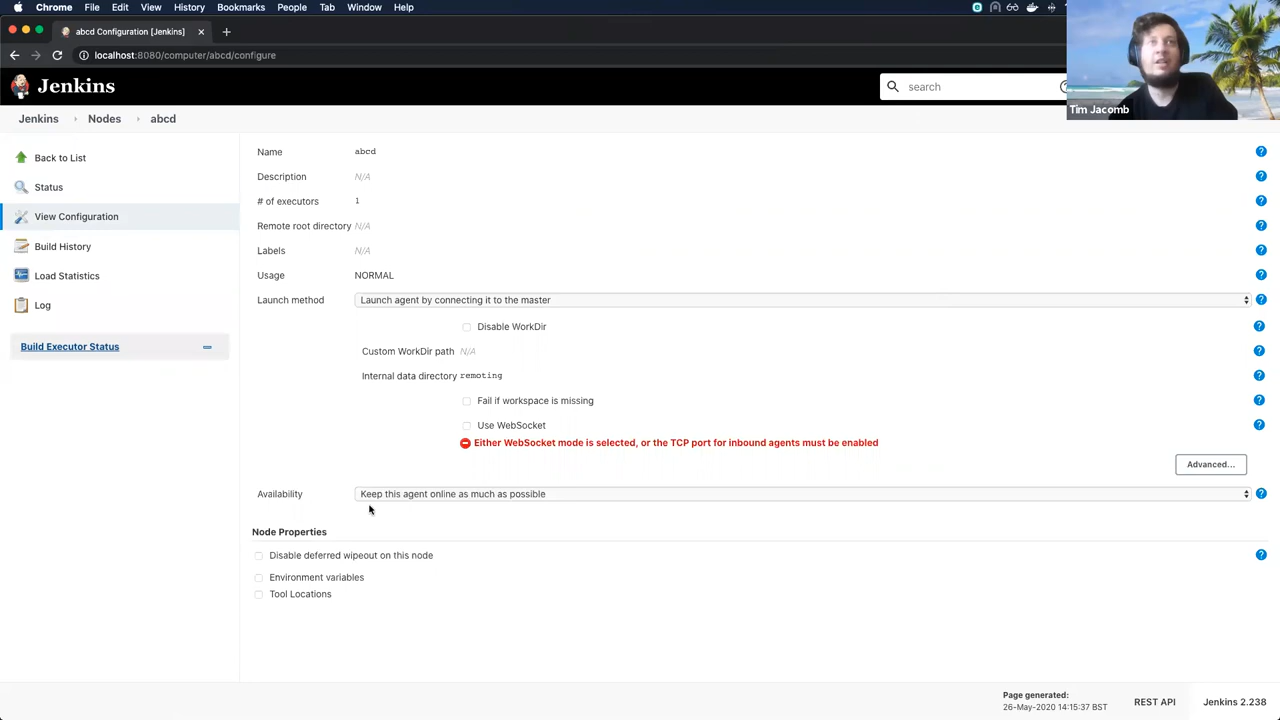 Chrome File Edit View History Bookmarks People Tab Window Help
abcd Configuration [Jenkins]
localhost:8080/computer/abcd/configure
Jenkins
search
Tim Jacomb
Jenkins Nodes abcd
Back to List
Status
View Configuration
Build History
Load Statistics
Log
Build Executor Status
Name abcd
Description N/A
# of executors 1
Remote root directory N/A
Labels N/A
Usage NORMAL
Launch method Launch agent by connecting it to the master
Disable WorkDir
Custom WorkDir path N/A
Internal data directory remoting
Fail if workspace is missing
Use WebSocket
Either WebSocket mode is selected, or the TCP port for inbound agents must be enabled
Advanced...
Availability Keep this agent online as much as possible
Node Properties
Disable deferred wipeout on this node
Environment variables
Tool Locations
Page generated:
26-May-2020 14:15:37 BST
REST API
Jenkins 2.238